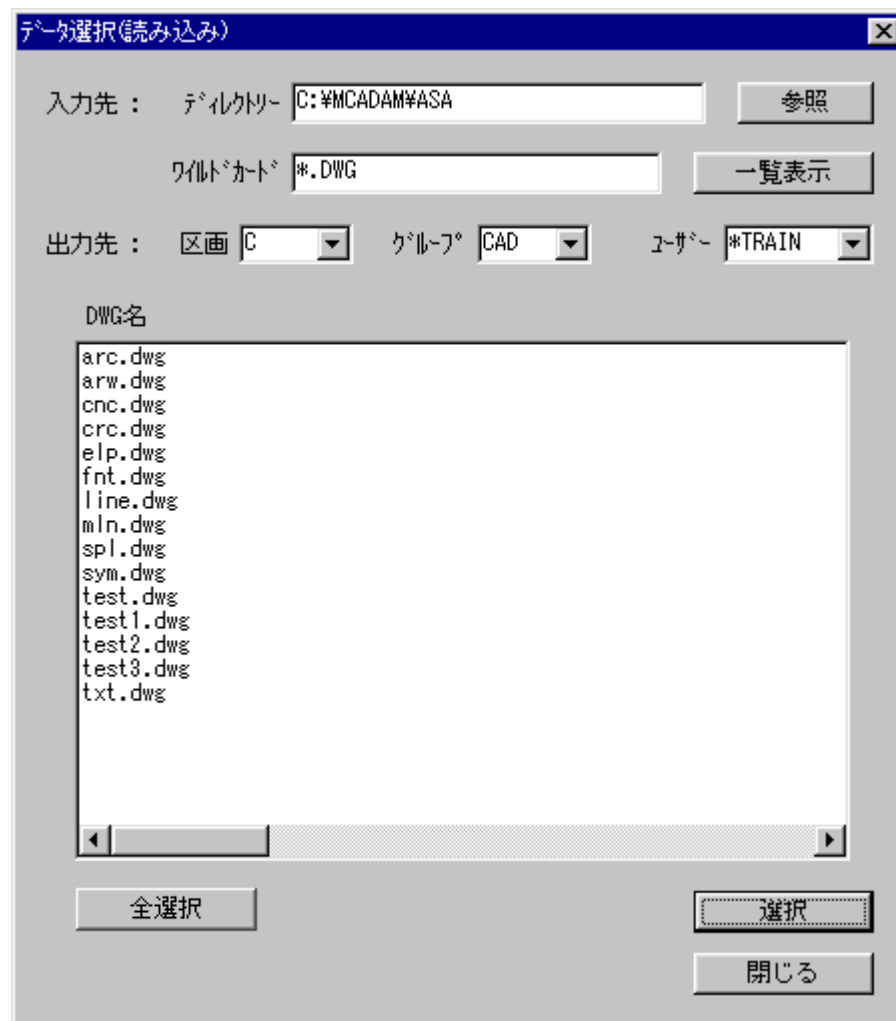 ﾃﾞｰﾀ選択(読み込み)
入力先： ﾃﾞｨﾚｸﾄﾘｰ C:¥MCADAM¥ASA 参照
ﾜｲﾙﾄﾞｶｰﾄﾞ *.DWG 一覧表示
出力先： 区画 C ｸﾞﾙｰﾌﾟ CAD ﾕｰｻﾞｰ *TRAIN
DWG名
arc.dwg
arw.dwg
cnc.dwg
crc.dwg
elp.dwg
fnt.dwg
line.dwg
mln.dwg
spl.dwg
sym.dwg
test.dwg
test1.dwg
test2.dwg
test3.dwg
txt.dwg
全選択 選択
閉じる